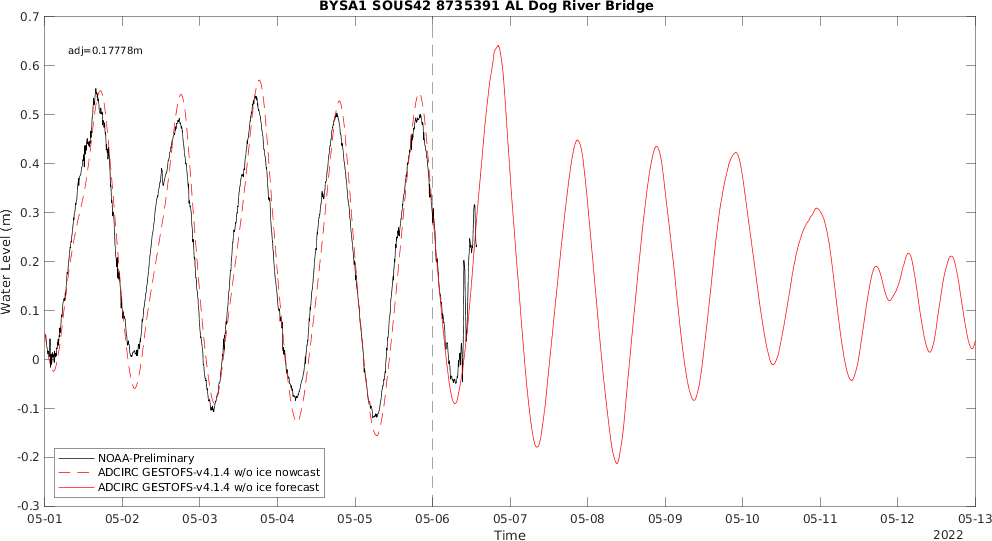 BYSA1 SOUS42 8735391 AL Dog River Bridge
adj=0.17778m
0.7
0.6
0.5
0.4
0.3
0.2
0.1
0
-0.1
-0.2
-0.3
Water Level (m)
NOAA-Preliminary
ADCIRC GESTOFS-v4.1.4 w/o ice nowcast
ADCIRC GESTOFS-v4.1.4 w/o ice forecast
05-01 05-02 05-03 05-04 05-05 05-06 05-07 05-08 05-09 05-10 05-11 05-12 05-13
Time
2022